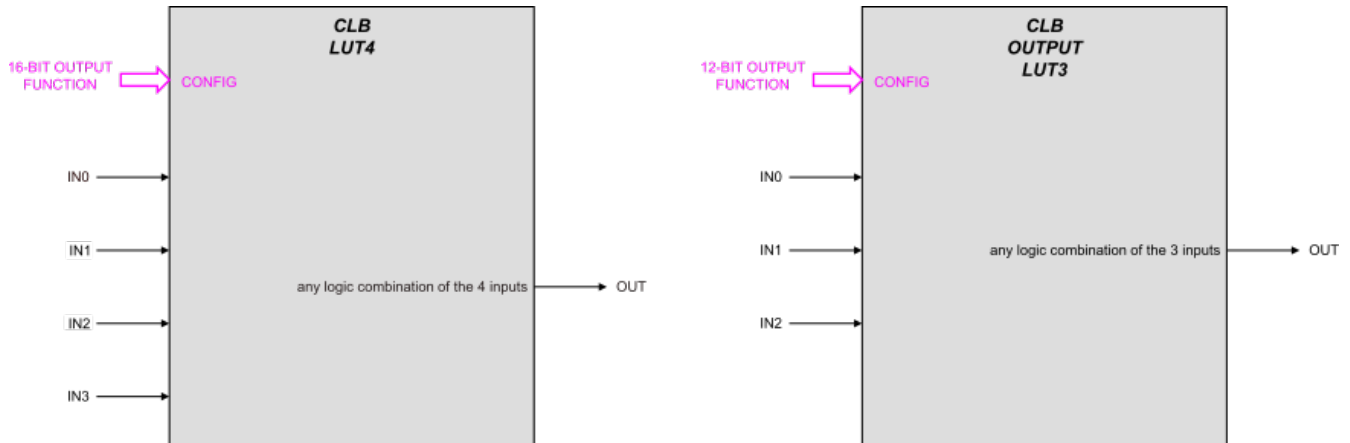 CLB
LUT4
16-BIT OUTPUT
FUNCTION
CONFIG
IN0
IN1
IN2
IN3
any logic combination of the 4 inputs
OUT
CLB
OUTPUT
LUT3
12-BIT OUTPUT
FUNCTION
CONFIG
IN0
IN1
IN2
any logic combination of the 3 inputs
OUT